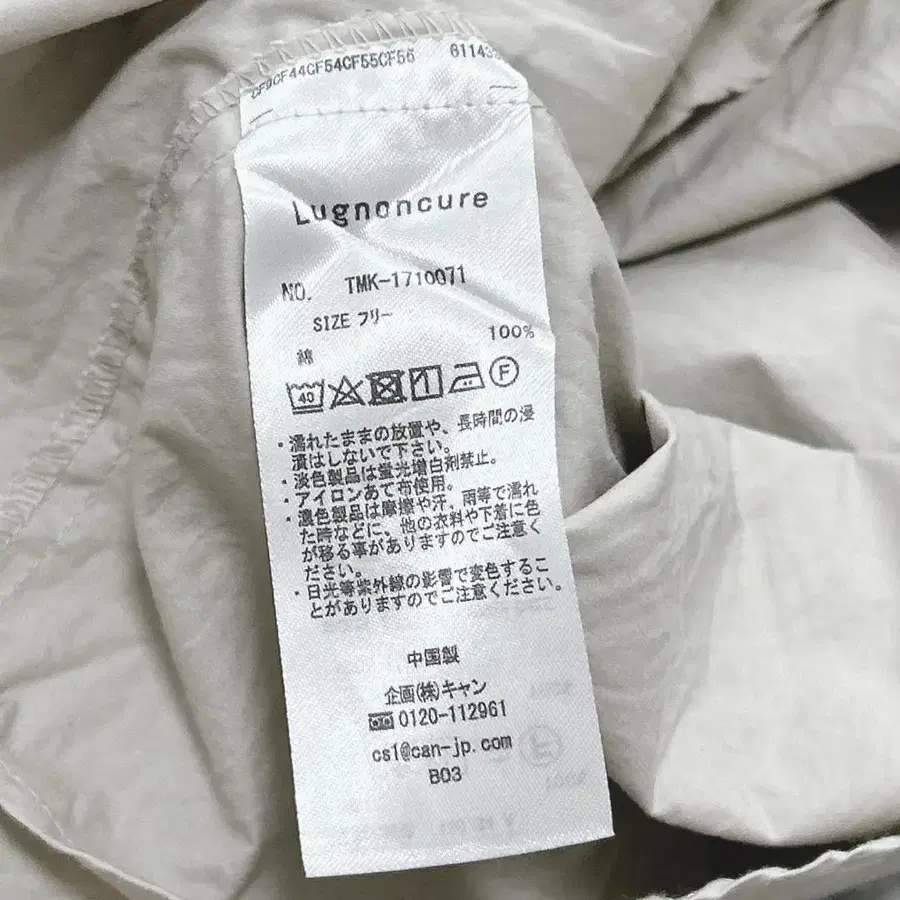 CF9CF44CF54CF55CF56 61143
Lugnoncure
NO. TMK-1710071
SIZE フリー
綿 100%
40 F
・濡れたままの放置や、長時間の浸
漬はしないで下さい。
・淡色製品は蛍光増白剤禁止。
・アイロンあて布使用。
・濃色製品は摩擦や汗、雨等で濡れ
た時などに、他の衣料や下着に色
が移る事がありますのでご注意く
ださい。
・日光等紫外線の影響で変色するこ
とがありますのでご注意ください。
中国製
企画(株)キャン
0120-112961
cs1@can-jp.com
B03